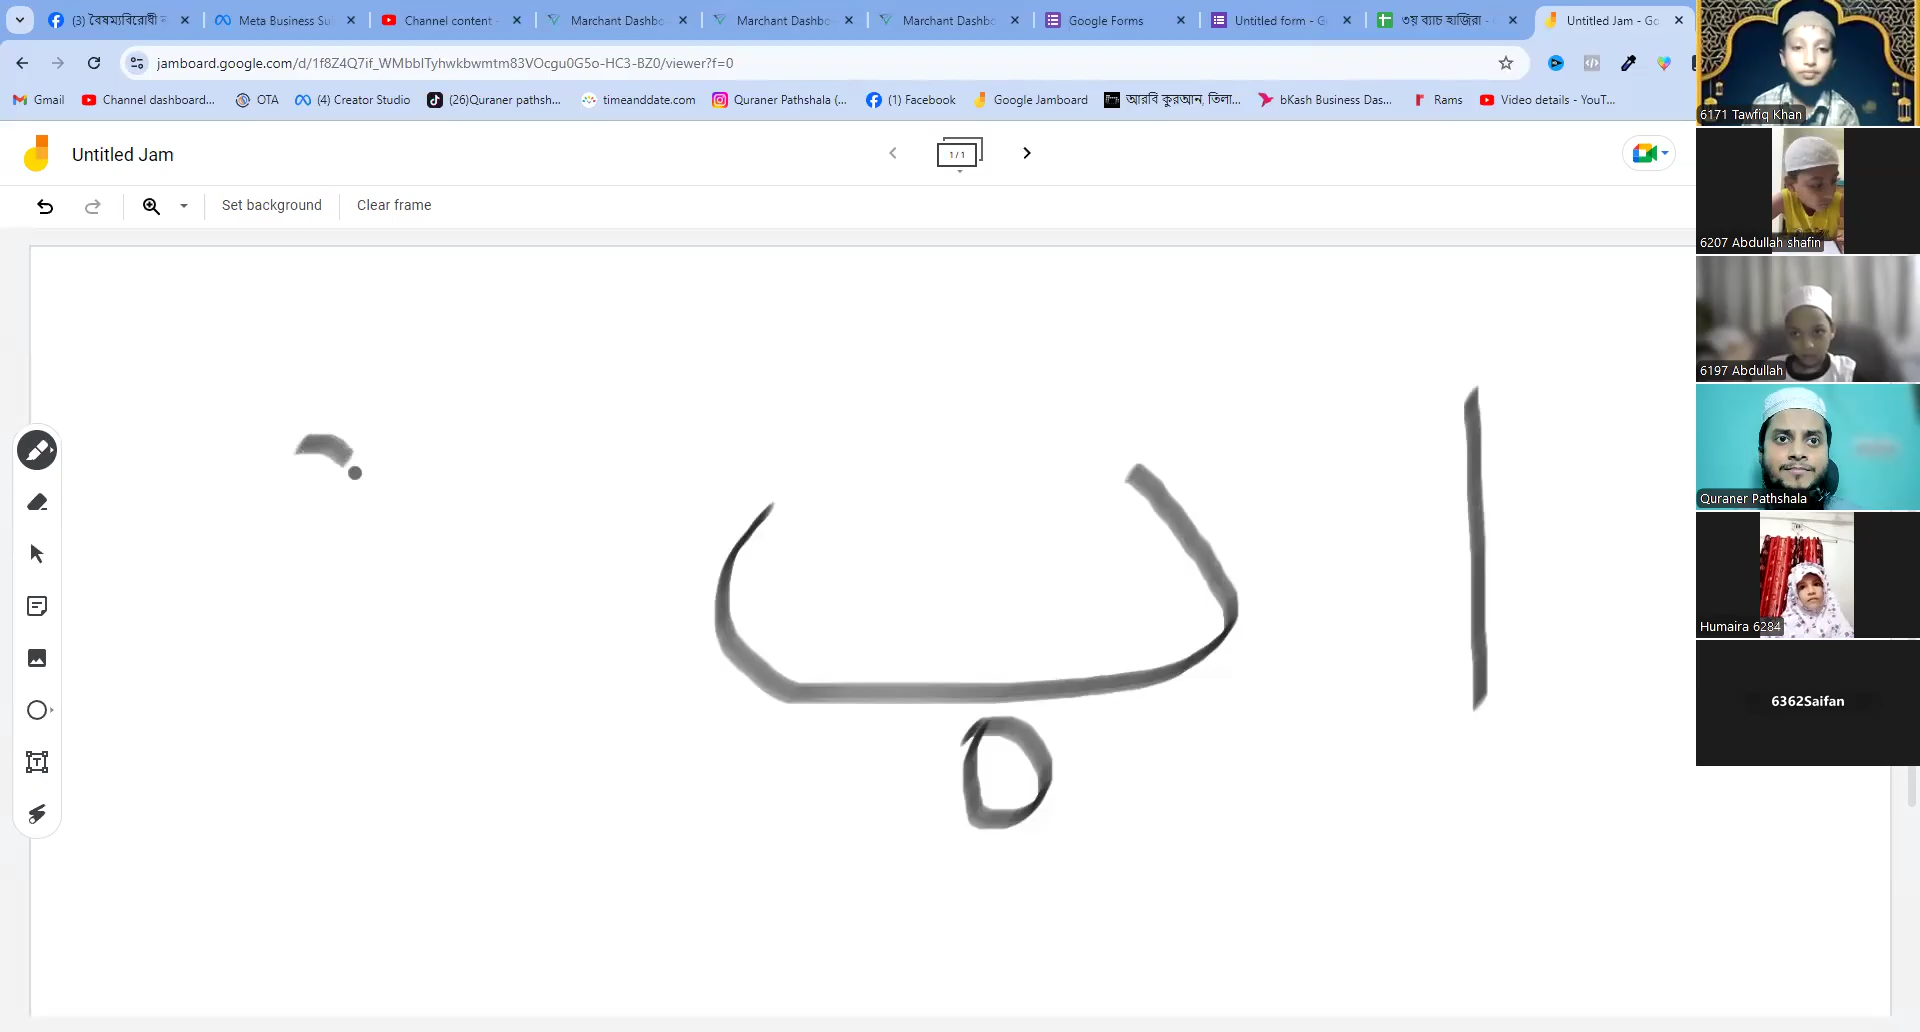 (3) বৈষম্যবিরোধী
Meta Business Su
Channel content -
Marchant Dashbo
Marchant Dashbo
Marchant Dashbo
Google Forms
Untitled form - G
৩য় ব্যাচ হাজিরা -
Untitled Jam - Go
jamboard.google.com/d/1f8Z4Q7if_WMbbITyhwkbwmtm83VOcgu0G5o-HC3-BZ0/viewer?f=0
Gmail
Channel dashboard...
OTA
(4) Creator Studio
(26)Quraner pathsh...
timeanddate.com
Quraner Pathshala (...
(1) Facebook
Google Jamboard
আরবি কুরআন, তিলা...
bKash Business Das...
Rams
Video details - YouT...
Untitled Jam
1 / 1
Set background
Clear frame
ا ب
6171 Tawfiq Khan
6207 Abdullah shafin
6197 Abdullah
Quraner Pathshala
Humaira 6284
6362Saifan